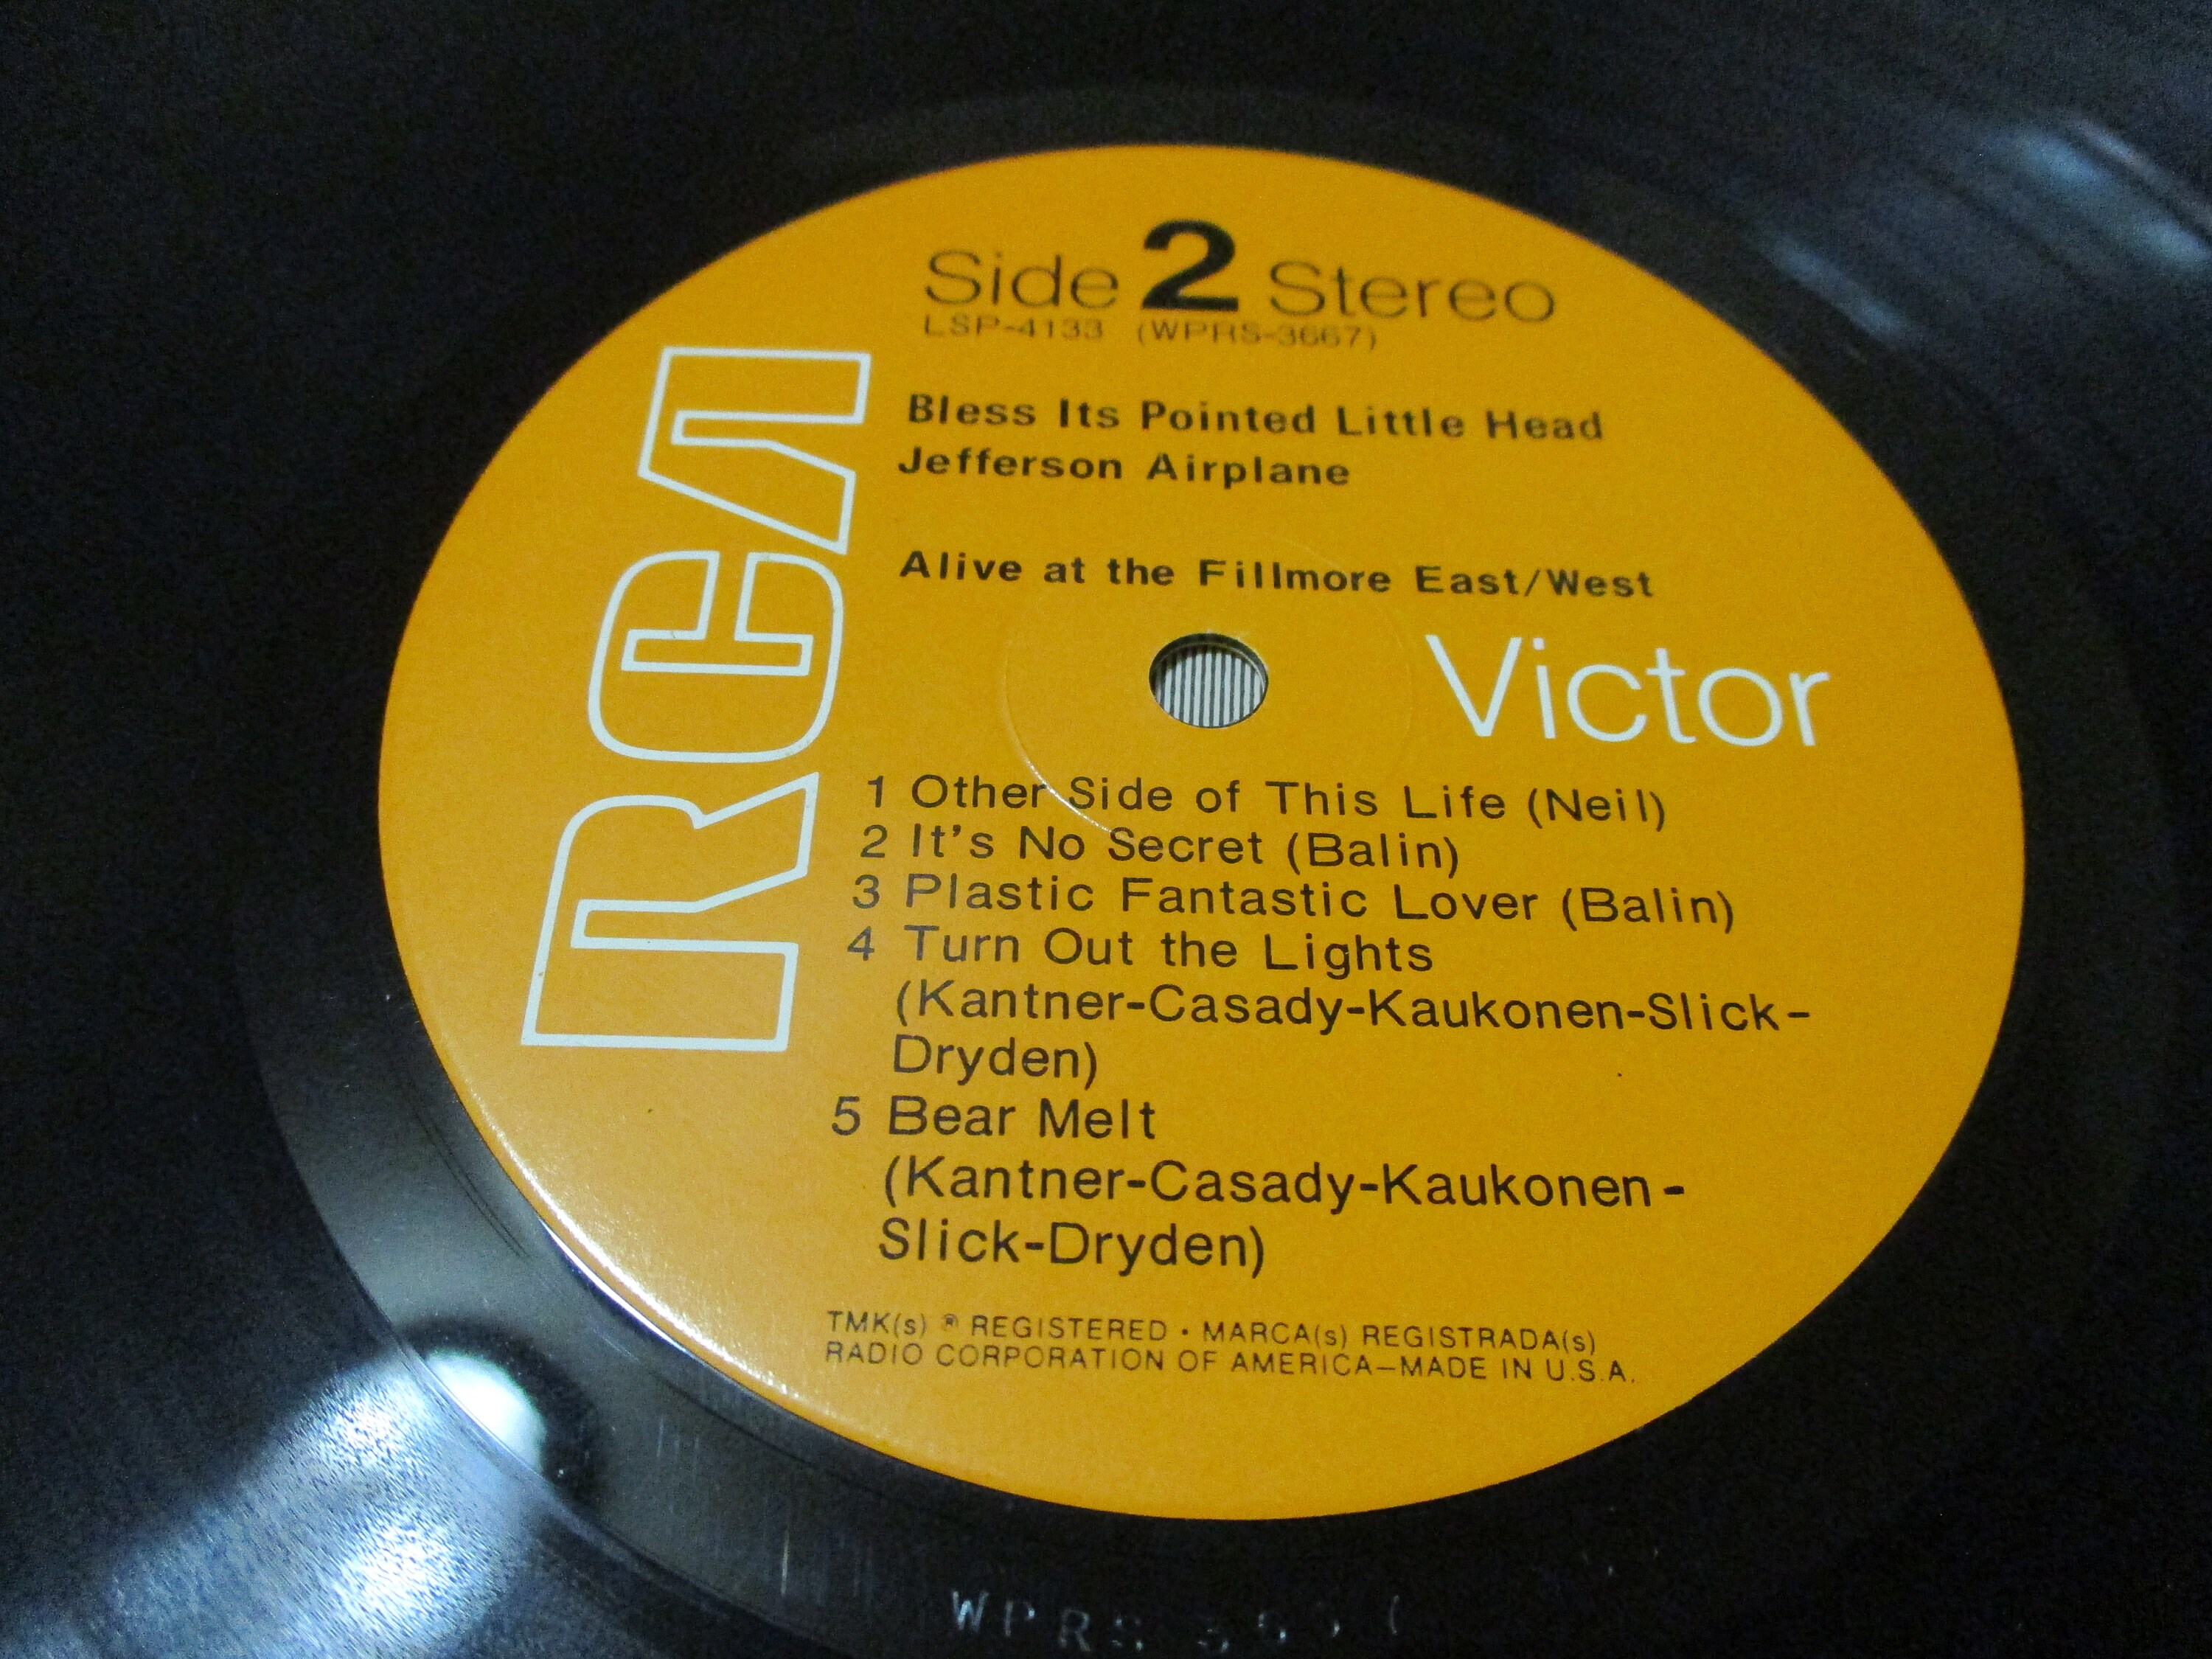 Side 2 Stereo
LSP-4133 (WPRS-3667)
Bless Its Pointed Little Head
Jefferson Airplane
Alive at the Fillmore East/West
RCA
Victor
1 Other Side of This Life (Neil)
2 It's No Secret (Balin)
3 Plastic Fantastic Lover (Balin)
4 Turn Out the Lights
(Kantner-Casady-Kaukonen-Slick-
Dryden)
5 Bear Melt
(Kantner-Casady-Kaukonen-
Slick-Dryden)
TMK(s) ® REGISTERED • MARCA(s) REGISTRADA(s)
RADIO CORPORATION OF AMERICA—MADE IN U.S.A.
WPRS